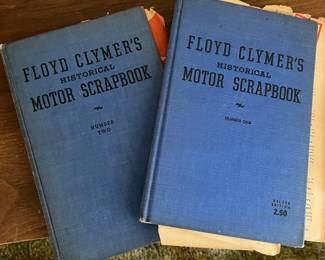 FLOYD CLYMER'S
HISTORICAL
MOTOR SCRAPBOOK
NUMBER
TWO
FLOYD CLYMER'S
HISTORICAL
MOTOR SCRAPBOOK
NUMBER ONE
DELUXE
EDITION
2.50